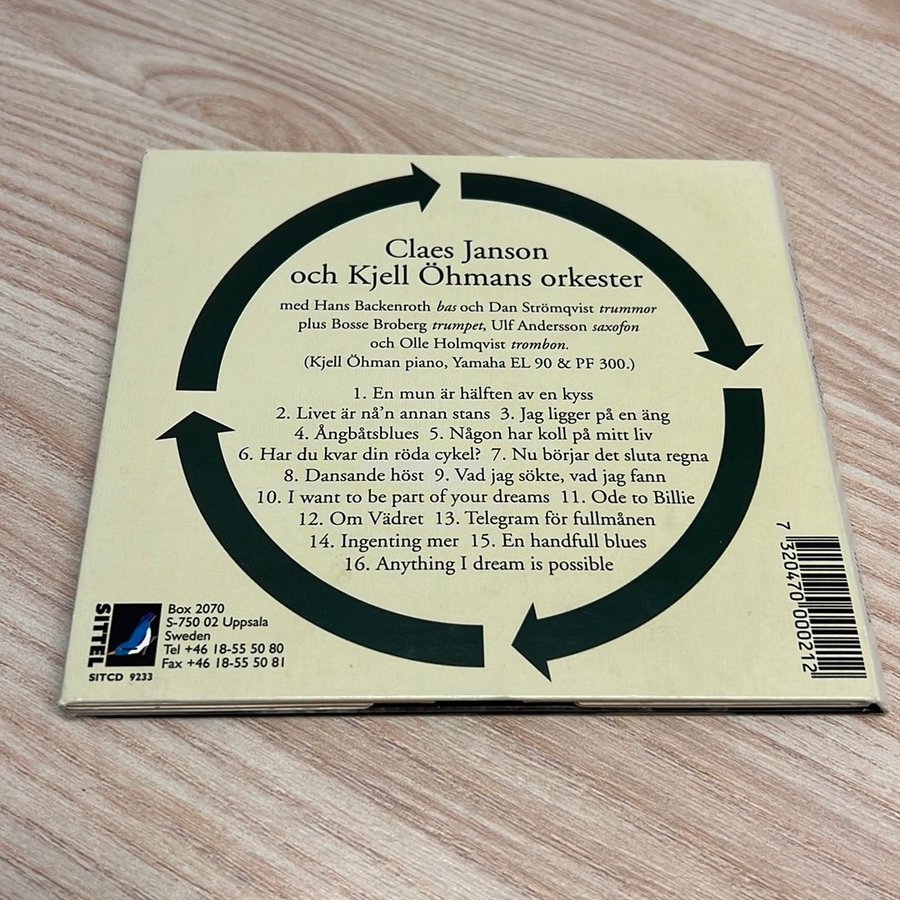 Claes Janson
och Kjell Öhmans orkester
med Hans Backenroth bas och Dan Strömqvist trummor
plus Bosse Broberg trumpet, Ulf Andersson saxofon
och Olle Holmqvist trombon.
(Kjell Öhman piano, Yamaha EL 90 & PF 300.)
1. En mun är hälften av en kyss
2. Livet är nå'n annan stans 3. Jag ligger på en äng
4. Ångbåtsblues 5. Någon har koll på mitt liv
6. Har du kvar din röda cykel? 7. Nu börjar det sluta regna
8. Dansande höst 9. Vad jag sökte, vad jag fann
10. I want to be part of your dreams 11. Ode to Billie
12. Om Vädret 13. Telegram för fullmånen
14. Ingenting mer 15. En handfull blues
16. Anything I dream is possible
SITTEL
SITCD 9233
Box 2070
S-750 02 Uppsala
Sweden
Tel +46 18-55 50 80
Fax +46 18-55 50 81
7 320470 000212